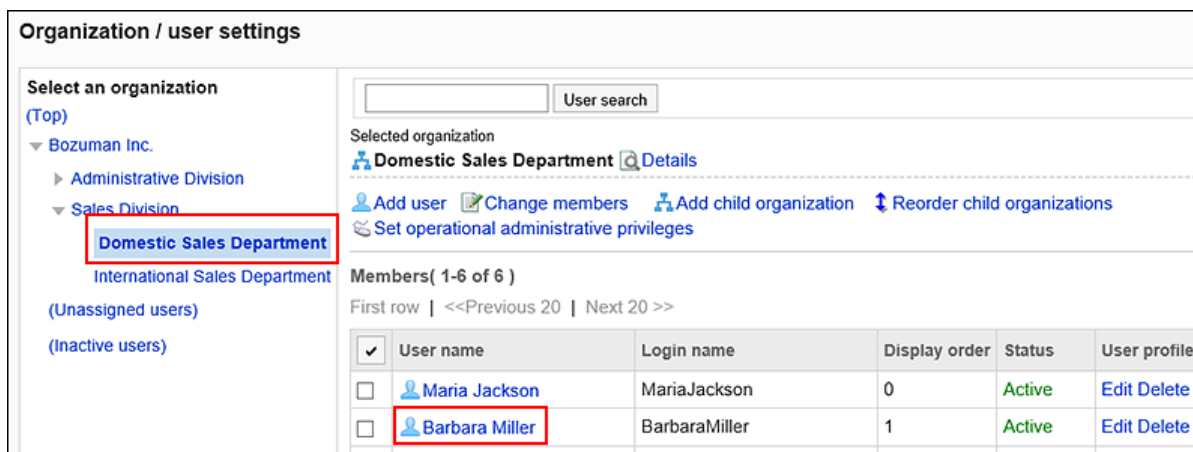 Organization / user settings
Select an organization
(Top)
Bozuman Inc.
Administrative Division
Sales Division
Domestic Sales Department
International Sales Department
(Unassigned users)
(Inactive users)
User search
Selected organization
Domestic Sales Department Details
Add user Change members Add child organization Reorder child organizations
Set operational administrative privileges
Members( 1-6 of 6 )
First row | <<Previous 20 | Next 20 >>
User name Login name Display order Status User profile
Maria Jackson MariaJackson 0 Active Edit Delete
Barbara Miller BarbaraMiller 1 Active Edit Delete